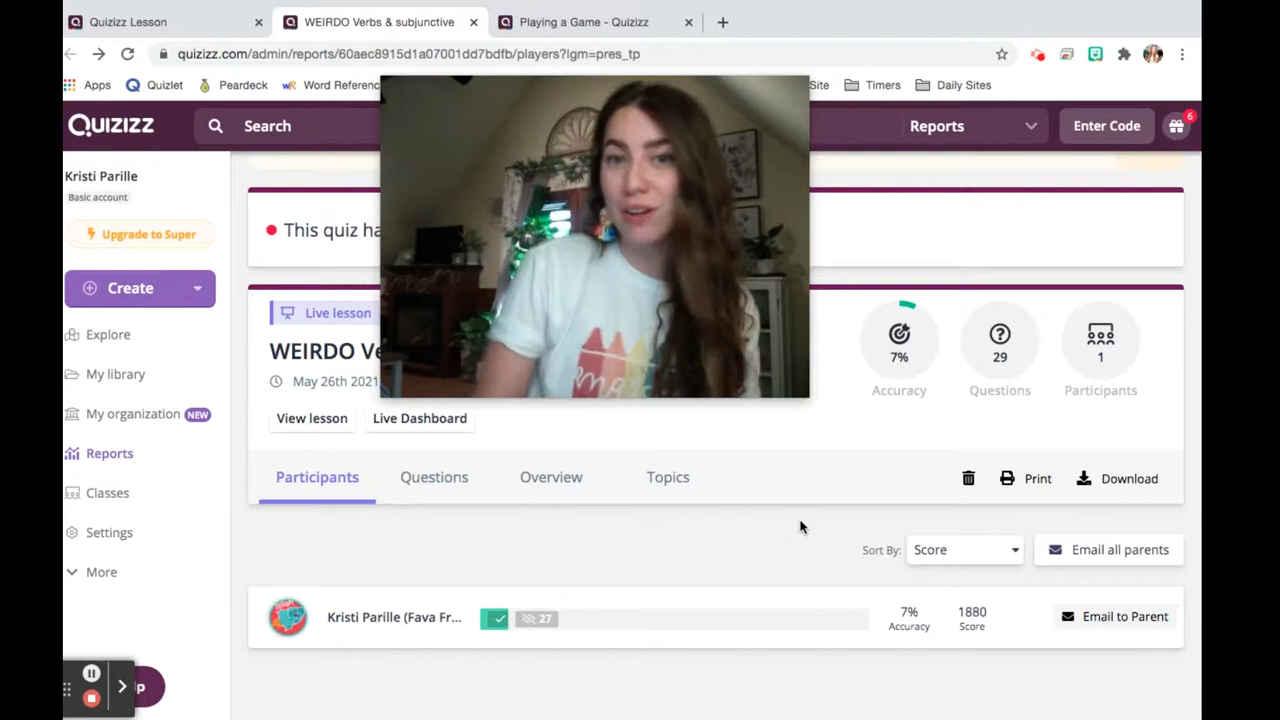 Quizizz Lesson
WEIRDO Verbs & subjunctive
Playing a Game - Quizizz
quizizz.com/admin/reports/60aec8915d1a07001dd7bdfb/players?lgm=pres_tp
Apps
Quizlet
Peardeck
WR
Word Referenc
Site
Timers
Daily Sites
QUIZIZZ
Search
Reports
Enter Code
6
Kristi Parille
Basic account
Upgrade to Super
Create
Explore
My library
My organization NEW
Reports
Classes
Settings
More
lp
This quiz ha
Live lesson
WEIRDO Ve
May 26th 2021
View lesson
Live Dashboard
7%
Accuracy
29
Questions
1
Participants
Participants
Questions
Overview
Topics
Print
Download
Sort By:
Score
Email all parents
Kristi Parille (Fava Fr...
27
7%
Accuracy
1880
Score
Email to Parent